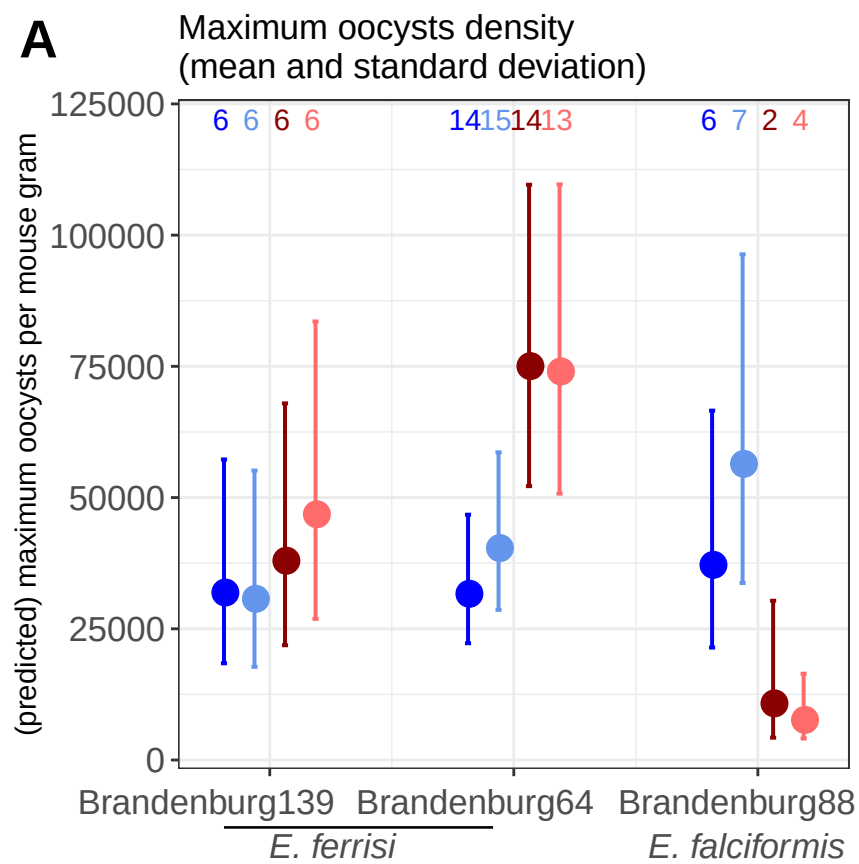 A
Maximum oocysts density
(mean and standard deviation)
(predicted) maximum oocysts per mouse gram
125000
100000
75000
50000
25000
0
6 6 6 6 14 15 14 13 6 7 2 4
Brandenburg139 Brandenburg64 Brandenburg88
E. ferrisi E. falciformis